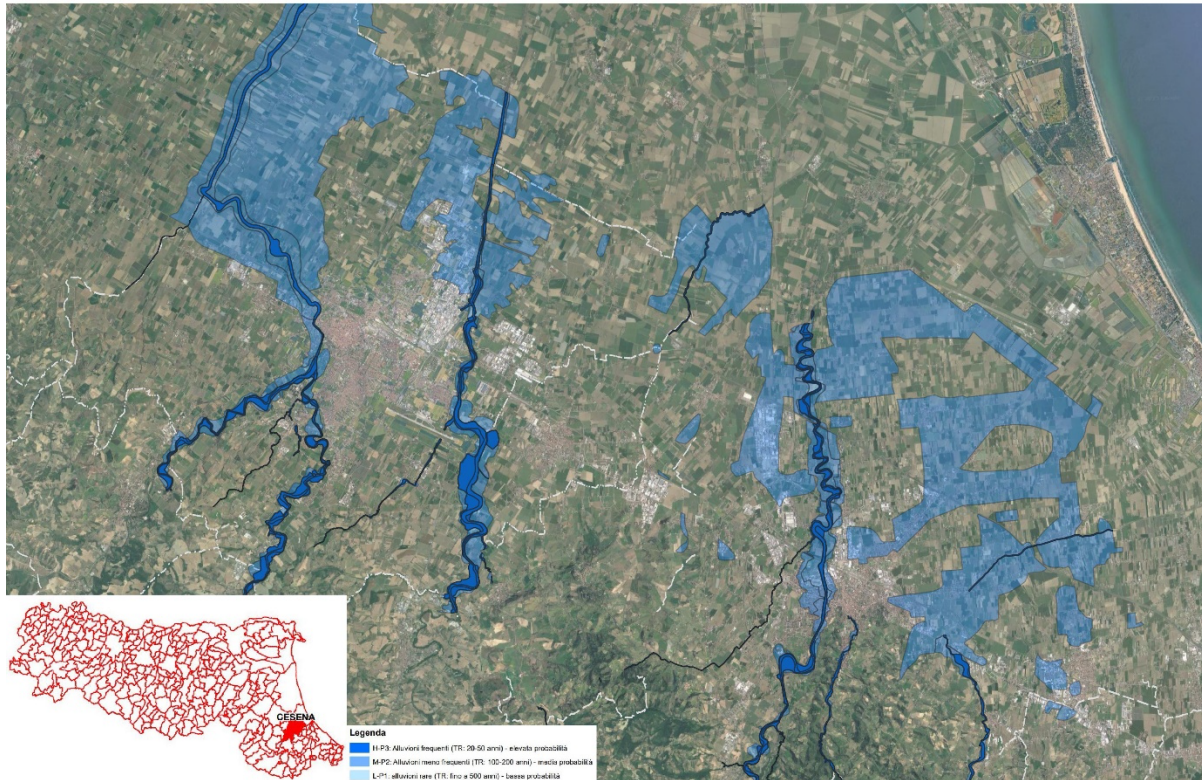 CESENA
Legenda
H-P3: Alluvioni frequenti (TR: 20-50 anni) - elevata probabilità
M-P2: Alluvioni meno frequenti (TR: 100-200 anni) - media probabilità
L-P1: alluvioni rare (TR: fino a 500 anni) - bassa probabilità